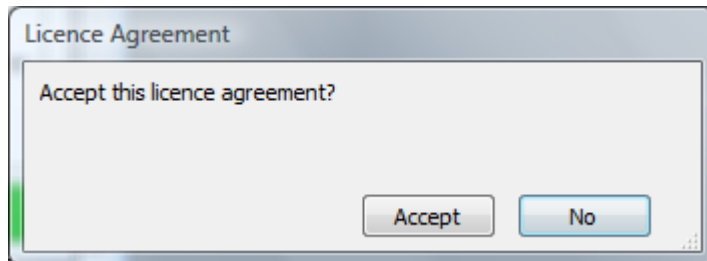 Licence Agreement
Accept this licence agreement?
Accept No